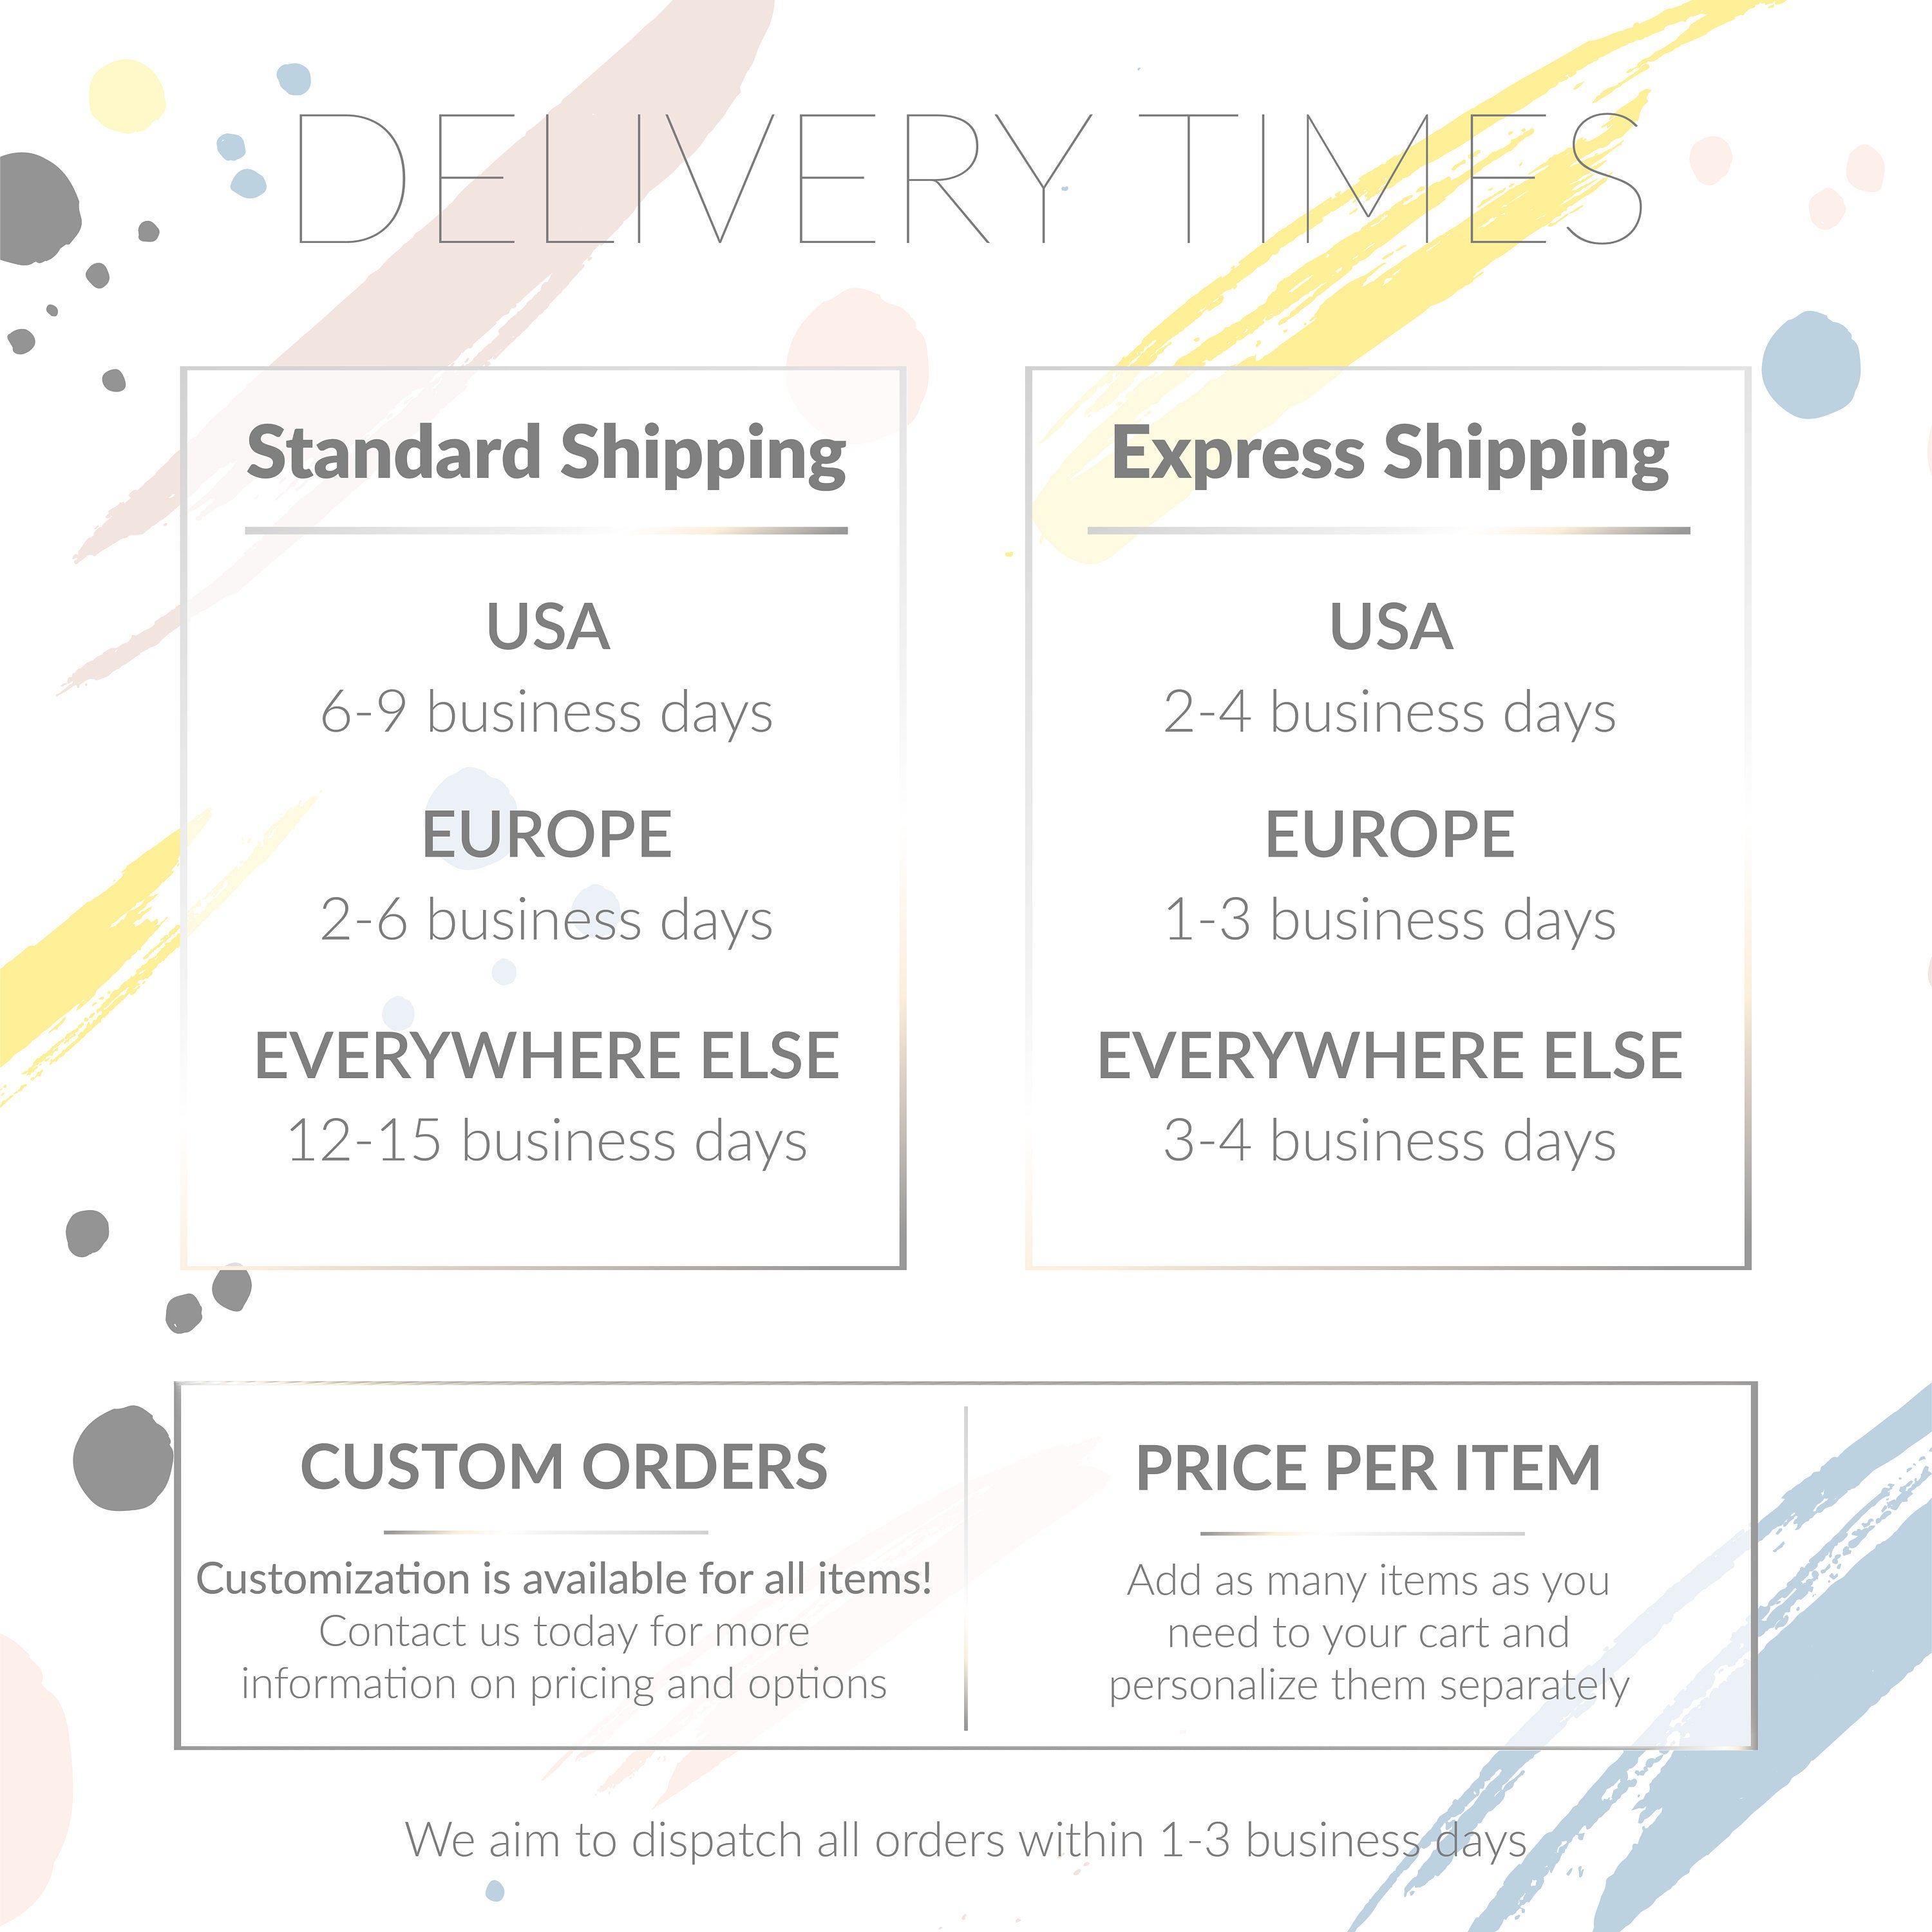 DELIVERY TIMES
Standard Shipping
USA
6-9 business days
EUROPE
2-6 business days
EVERYWHERE ELSE
12-15 business days
Express Shipping
USA
2-4 business days
EUROPE
1-3 business days
EVERYWHERE ELSE
3-4 business days
CUSTOM ORDERS
Customization is available for all items!
Contact us today for more
information on pricing and options
PRICE PER ITEM
Add as many items as you
need to your cart and
personalize them separately
We aim to dispatch all orders within 1-3 business days